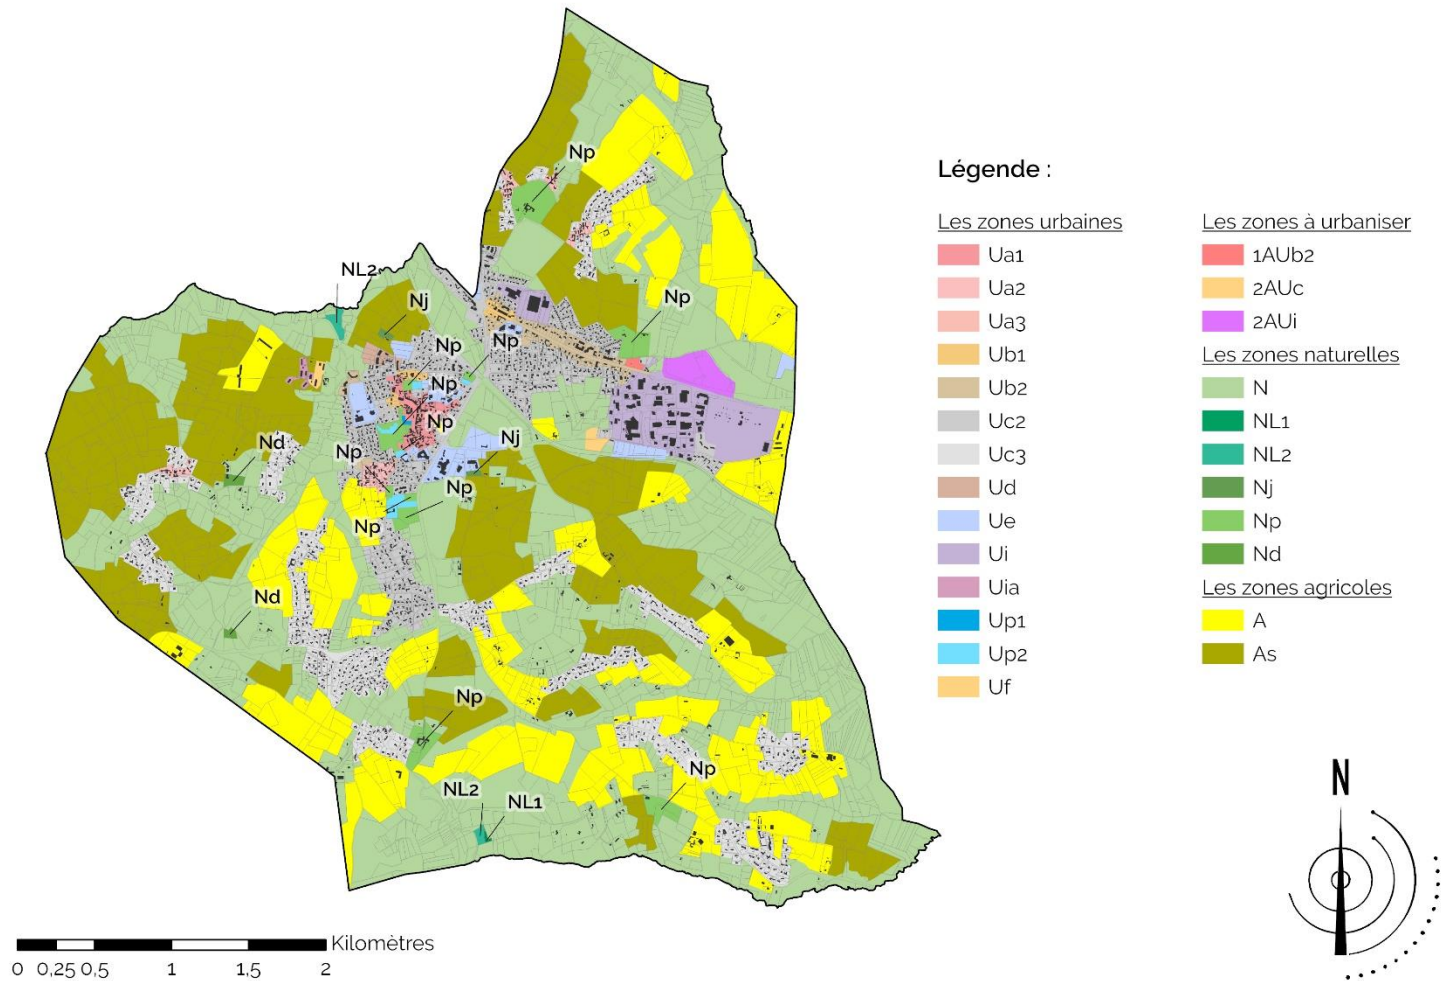 Np
NL2
Nj
Np
Np
Np
Np
Np
Nd
Np
Nj
Np
Np
Nd
Np
Np
NL2
NL1
Kilomètres
0 0,25 0,5 1 1,5 2
Légende :
Les zones urbaines
Ua1
Ua2
Ua3
Ub1
Ub2
Uc2
Uc3
Ud
Ue
Ui
Uia
Up1
Up2
Uf
Les zones à urbaniser
1AUb2
2AUc
2AUi
Les zones naturelles
N
NL1
NL2
Nj
Np
Nd
Les zones agricoles
A
As
N